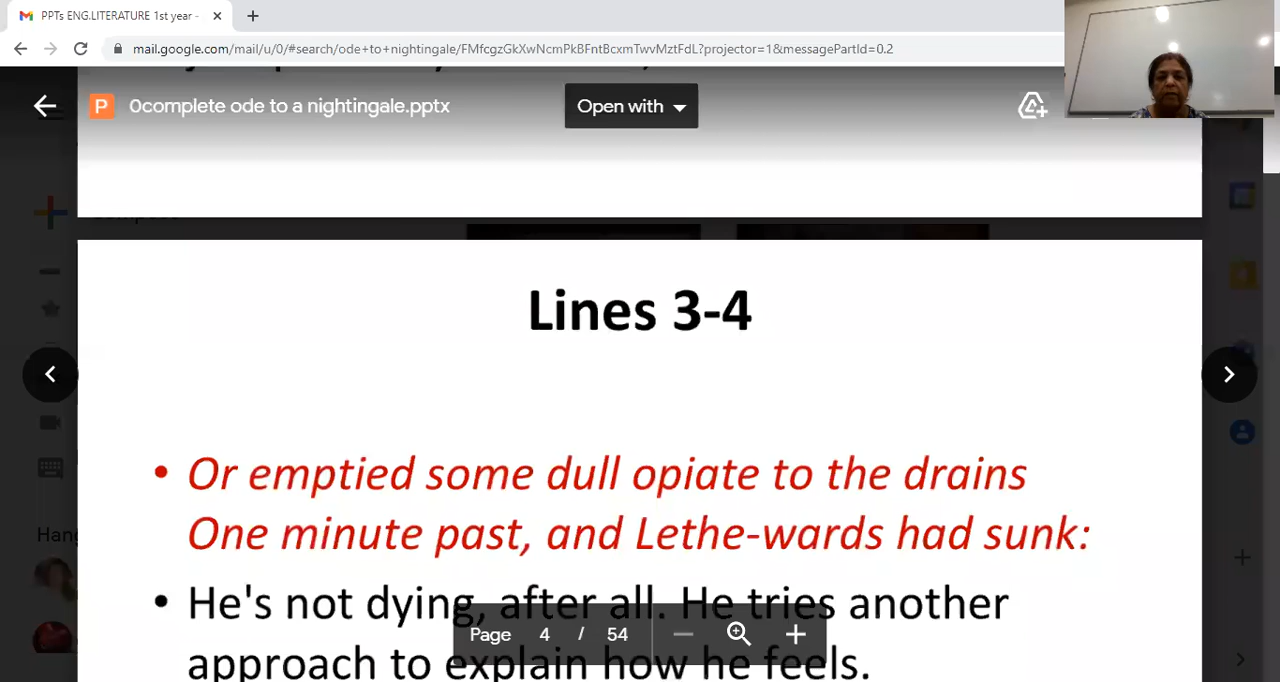 PPTs ENG.LITERATURE 1st year -
mail.google.com/mail/u/0/#search/ode+to+nightingale/FMfcgzGkXwNcmPkBFntBcxmTwvMztFdL?projector=1&messagePartId=0.2
P 0complete ode to a nightingale.pptx
Open with
Lines 3-4
• Or emptied some dull opiate to the drains
One minute past, and Lethe-wards had sunk:
• He's not dying, after all. He tries another
approach to explain how he feels.
Page 4 / 54
Hang